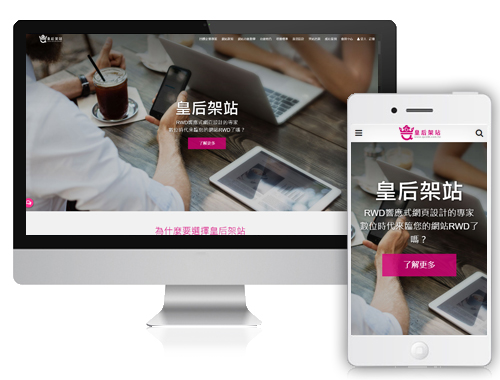 皇后架站
皇后架站
RWD響應式網頁設計的專家
數位時代來臨您的網站RWD了嗎？
了解更多
為什麼要選擇皇后架站
皇后架站
皇后架站
RWD響應式網頁設計的專家
數位時代來臨您的網站RWD了
嗎？
了解更多